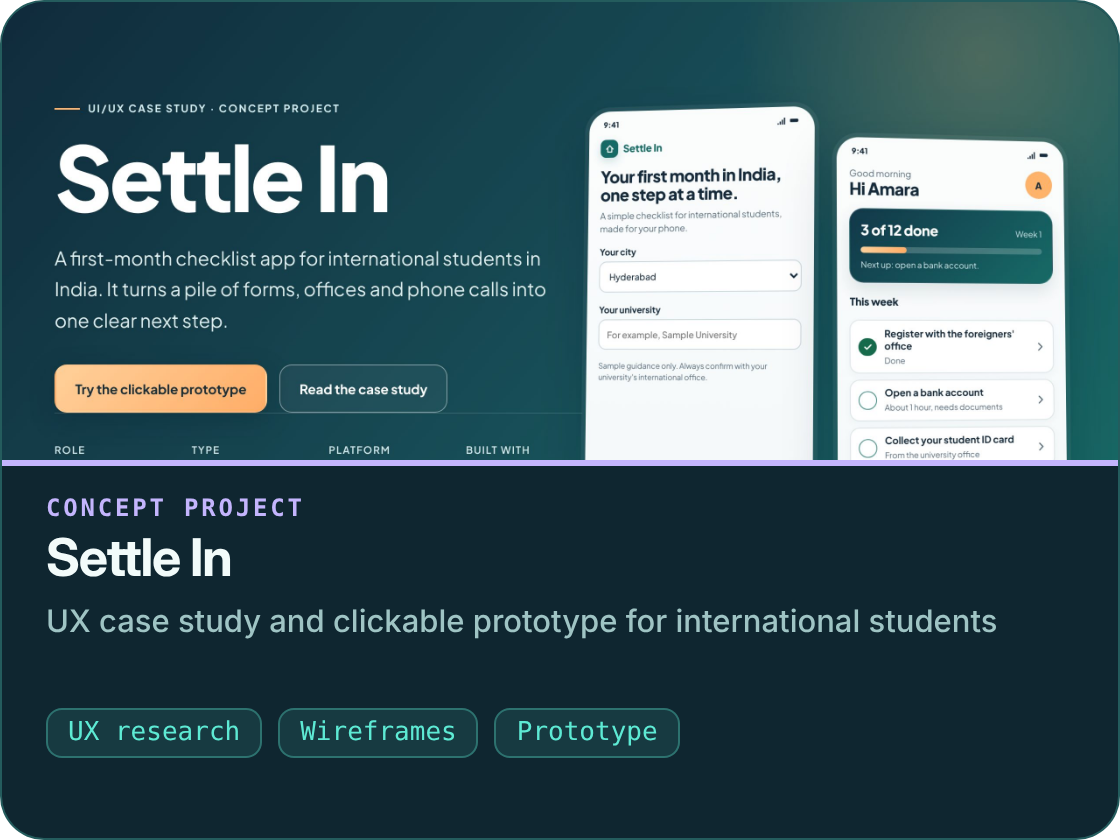 UI/UX CASE STUDY · CONCEPT PROJECT
Settle In
A first-month checklist app for international students in
India. It turns a pile of forms, offices and phone calls into
one clear next step.
Try the clickable prototype
Read the case study
ROLE
TYPE
PLATFORM
BUILT WITH
9:41
Settle In
Your first month in India,
one step at a time.
A simple checklist for international students,
made for your phone.
Your city
Hyderabad
Your university
For example, Sample University
Sample guidance only. Always confirm with your
university's international office.
9:41
Good morning
Hi Amara
A
3 of 12 done
Week 1
Next up: open a bank account.
This week
Register with the foreigners'
office
Done
Open a bank account
About 1 hour, needs documents
Collect your student ID card
From the university office
CONCEPT PROJECT
Settle In
UX case study and clickable prototype for international students
UX research
Wireframes
Prototype